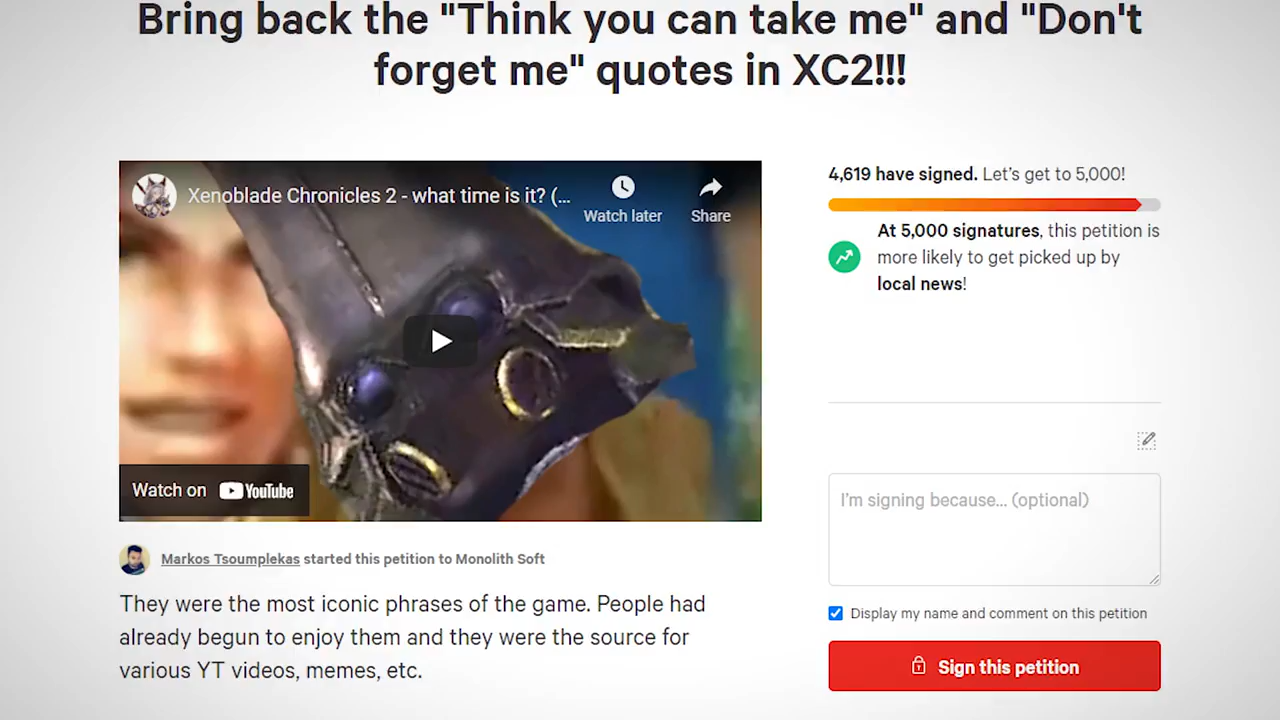 Bring back the "Think you can take me" and "Don't
forget me" quotes in XC2!!!
Xenoblade Chronicles 2 - what time is it? (...
Watch later
Share
Watch on YouTube
4,619 have signed. Let's get to 5,000!
At 5,000 signatures, this petition is
more likely to get picked up by
local news!
I'm signing because... (optional)
Display my name and comment on this petition
Sign this petition
Markos Tsoumplekas started this petition to Monolith Soft
They were the most iconic phrases of the game. People had
already begun to enjoy them and they were the source for
various YT videos, memes, etc.